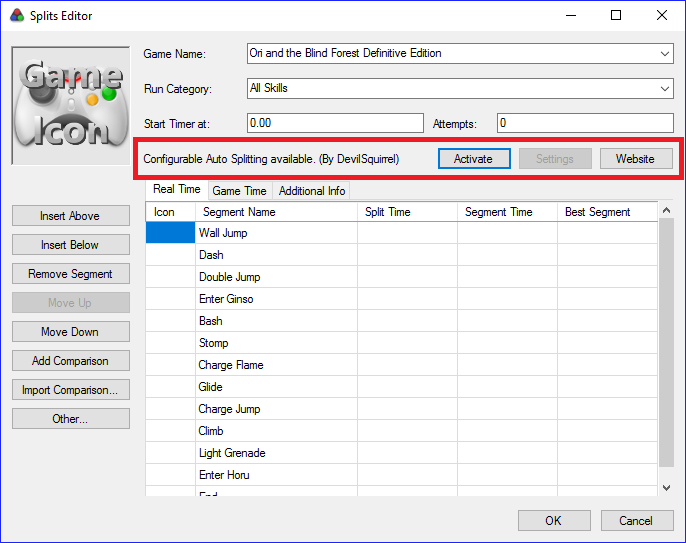 Splits Editor
Game Icon
Game Name: Ori and the Blind Forest Definitive Edition
Run Category: All Skills
Start Timer at: 0.00 Attempts: 0
Configurable Auto Splitting available. (By DevilSquirrel) Activate Settings Website
Real Time Game Time Additional Info
Icon Segment Name Split Time Segment Time Best Segment
Wall Jump
Dash
Double Jump
Enter Ginso
Bash
Stomp
Charge Flame
Glide
Charge Jump
Climb
Light Grenade
Enter Horu
End
Insert Above
Insert Below
Remove Segment
Move Up
Move Down
Add Comparison
Import Comparison...
Other...
OK Cancel